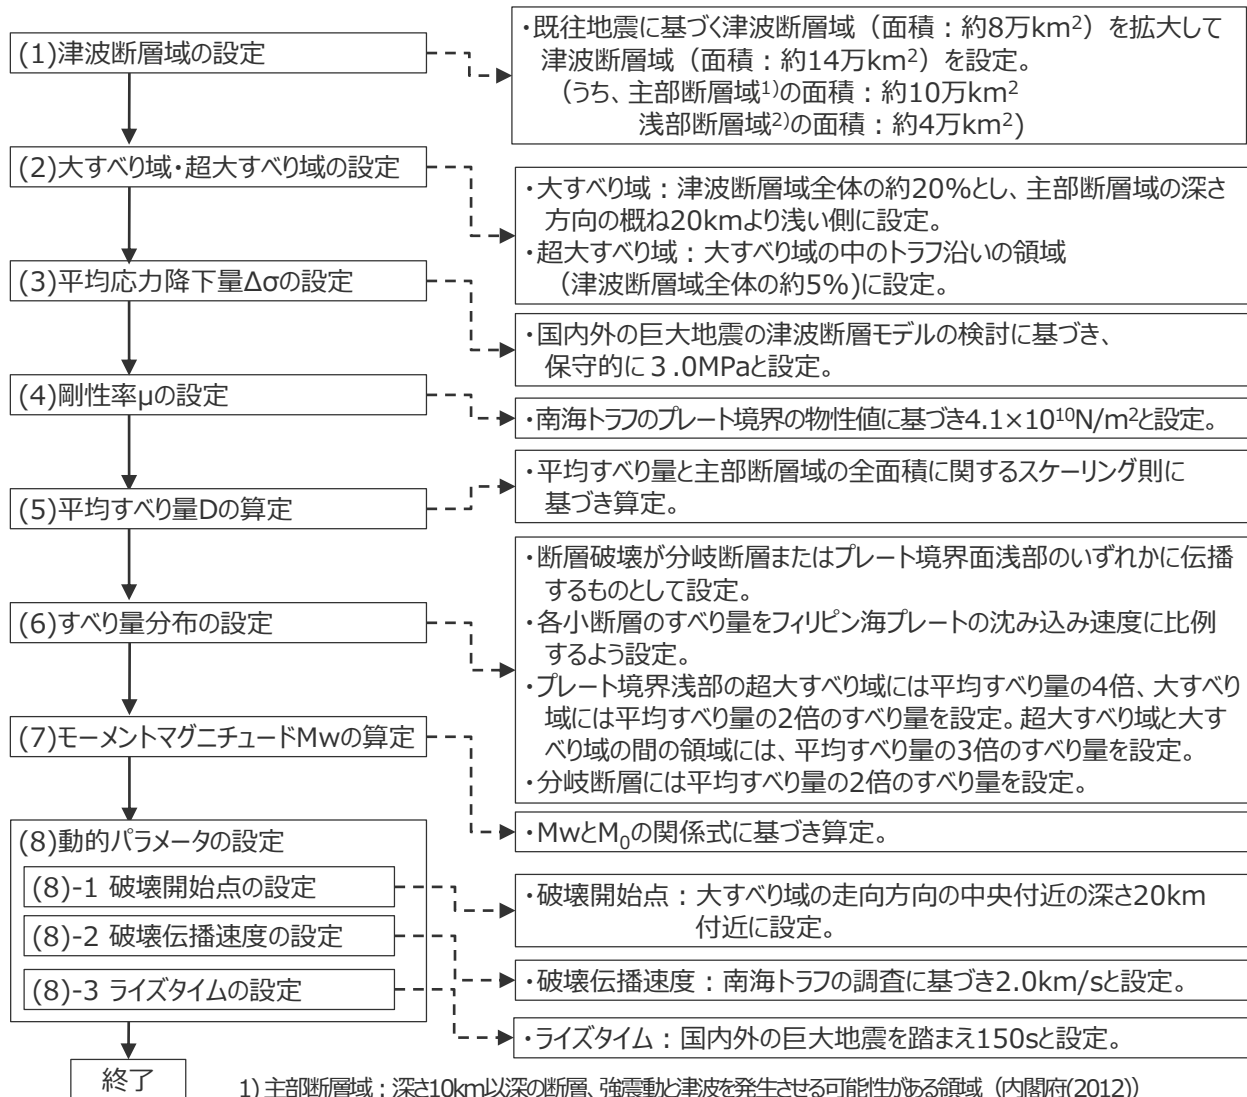 (1)津波断層域の設定
・既往地震に基づく津波断層域（面積：約8万km²）を拡大して
津波断層域（面積：約14万km²）を設定。
（うち、主部断層域1)の面積：約10万km²
浅部断層域2)の面積：約4万km²)
(2)大すべり域・超大すべり域の設定
・大すべり域：津波断層域全体の約20%とし、主部断層域の深さ
方向の概ね20kmより浅い側に設定。
・超大すべり域：大すべり域の中のトラフ沿いの領域
（津波断層域全体の約5%)に設定。
(3)平均応力降下量Δσの設定
・国内外の巨大地震の津波断層モデルの検討に基づき、
保守的に３.0MPaと設定。
(4)剛性率μの設定
・南海トラフのプレート境界の物性値に基づき4.1×10¹⁰N/m²と設定。
(5)平均すべり量Dの算定
・平均すべり量と主部断層域の全面積に関するスケーリング則に
基づき算定。
(6)すべり量分布の設定
・断層破壊が分岐断層またはプレート境界面浅部のいずれかに伝播
するものとして設定。
・各小断層のすべり量をフィリピン海プレートの沈み込み速度に比例
するよう設定。
・プレート境界浅部の超大すべり域には平均すべり量の4倍、大すべり
域には平均すべり量の2倍のすべり量を設定。超大すべり域と大す
べり域の間の領域には、平均すべり量の3倍のすべり量を設定。
・分岐断層には平均すべり量の2倍のすべり量を設定。
(7)モーメントマグニチュードMwの算定
・MwとM₀の関係式に基づき算定。
(8)動的パラメータの設定
(8)-1 破壊開始点の設定
・破壊開始点：大すべり域の走向方向の中央付近の深さ20km
付近に設定。
(8)-2 破壊伝播速度の設定
・破壊伝播速度：南海トラフの調査に基づき2.0km/sと設定。
(8)-3 ライズタイムの設定
・ライズタイム：国内外の巨大地震を踏まえ150sと設定。
終了
1) 主部断層域：深さ10km以深の断層、強震動と津波を発生させる可能性がある領域（内閣府(2012)）